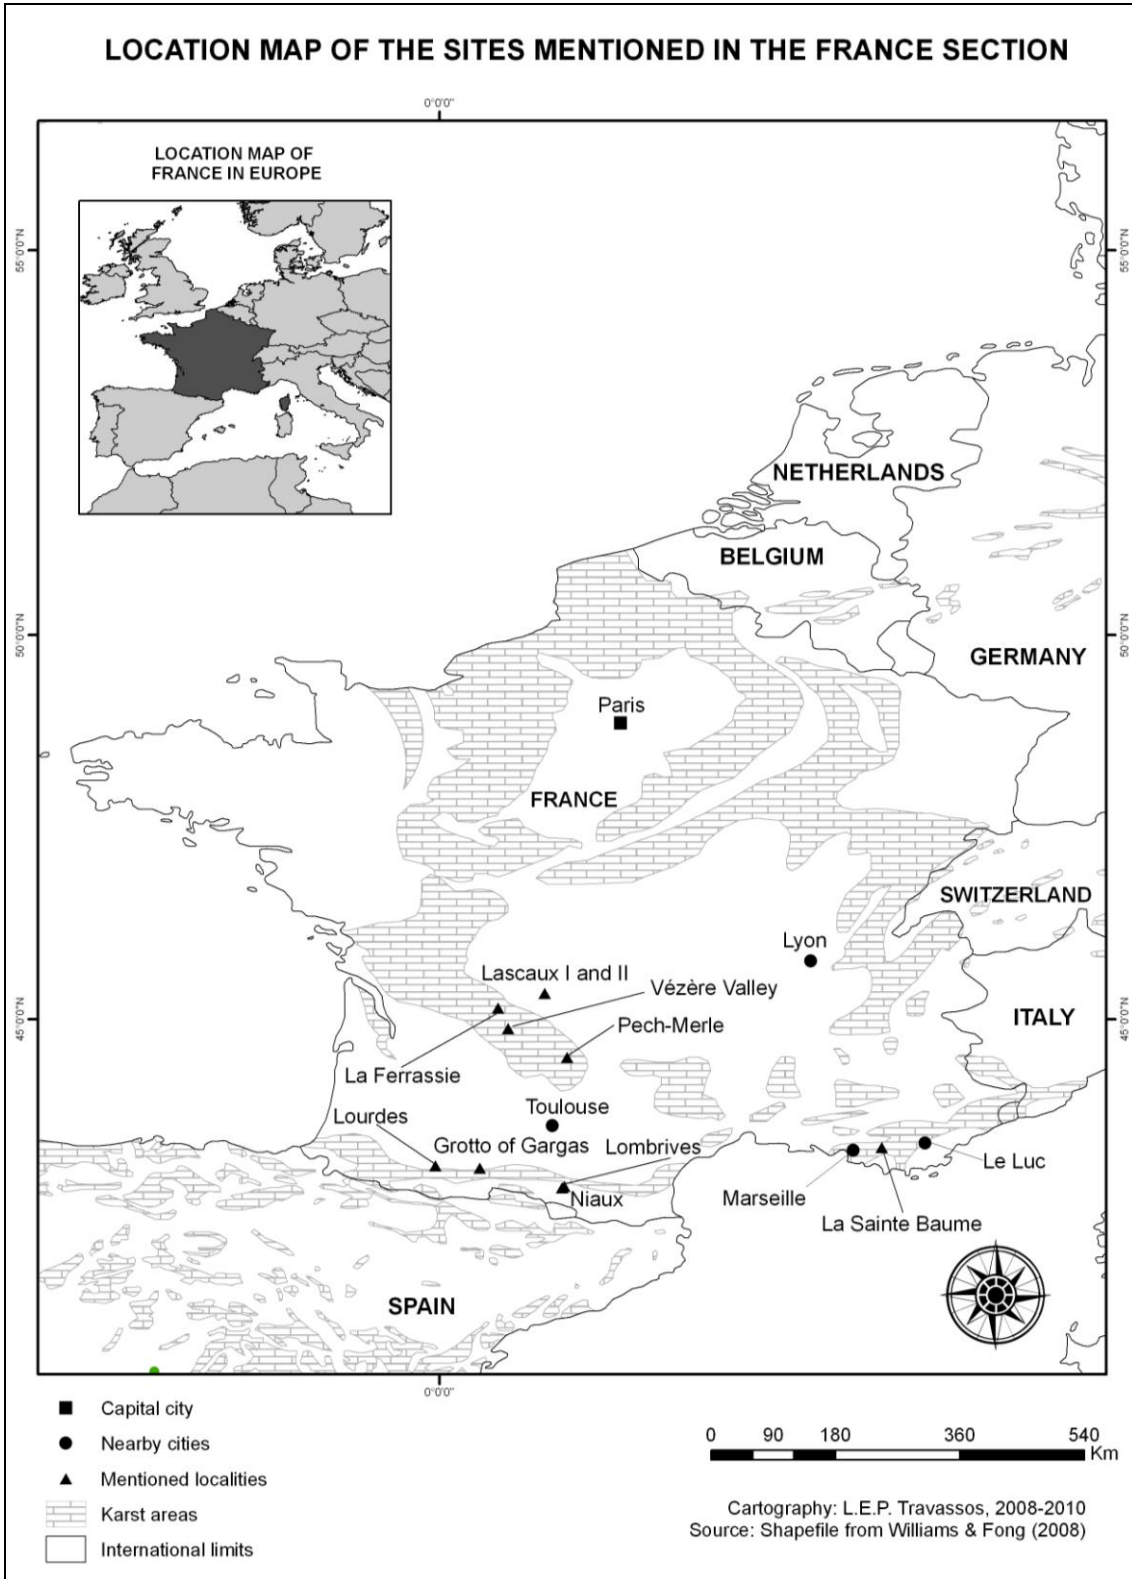 LOCATION MAP OF THE SITES MENTIONED IN THE FRANCE SECTION
0°0'0"
LOCATION MAP OF
FRANCE IN EUROPE
55°0'0"N
55°0'0"N
NETHERLANDS
BELGIUM
50°0'0"N
50°0'0"N
GERMANY
Paris
FRANCE
SWITZERLAND
Lyon
Lascaux I and II
Vézère Valley
45°0'0"N
ITALY
45°0'0"N
Pech-Merle
La Ferrassie
Toulouse
Lourdes
Grotto of Gargas
Lombrives
Le Luc
Niaux
Marseille
La Sainte Baume
SPAIN
0°0'0"
Capital city
Nearby cities
Mentioned localities
Karst areas
International limits
0 90 180 360 540
Km
Cartography: L.E.P. Travassos, 2008-2010
Source: Shapefile from Williams & Fong (2008)